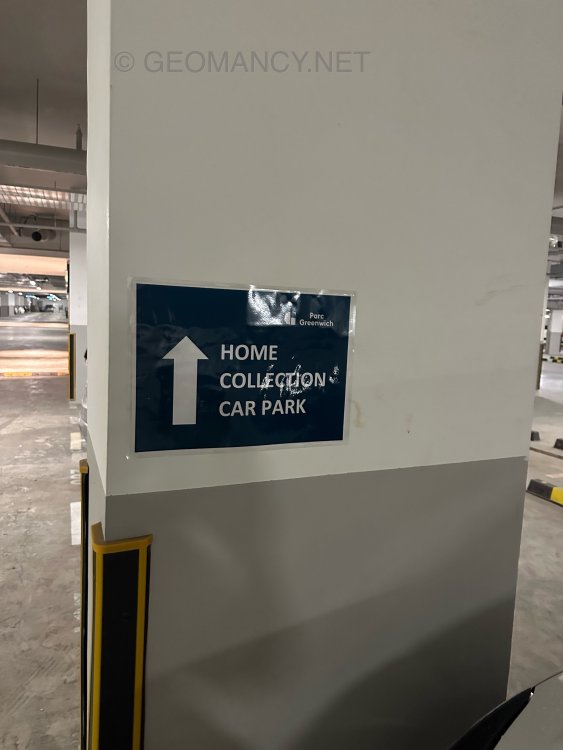 © GEOMANCY.NET
Parc
Greenwich
HOME
COLLECTION
CAR PARK